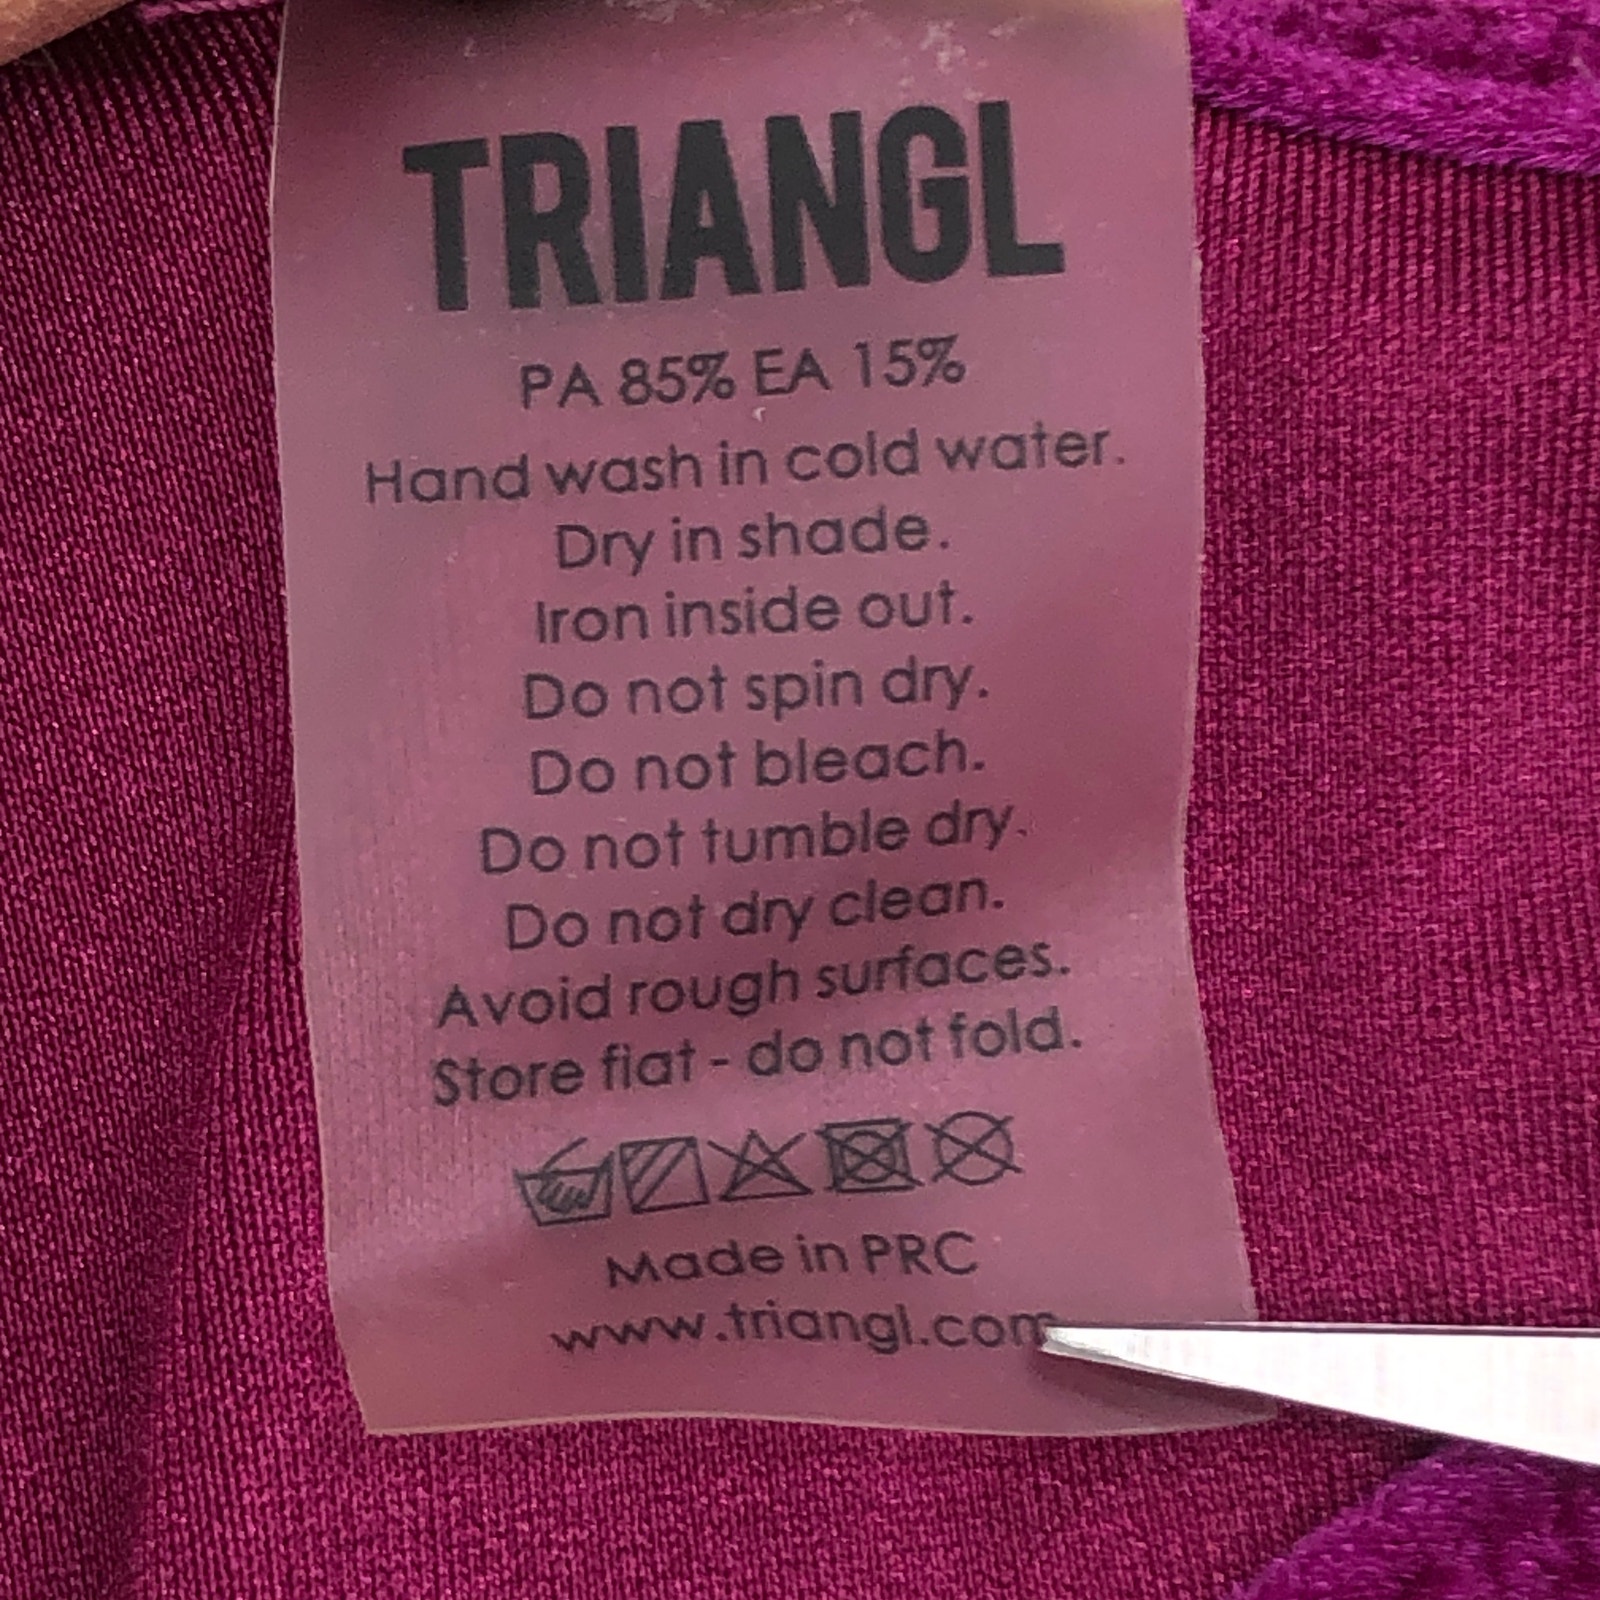 TRIANGL
PA 85% EA 15%
Hand wash in cold water.
Dry in shade.
Iron inside out.
Do not spin dry.
Do not bleach.
Do not tumble dry.
Do not dry clean.
Avoid rough surfaces.
Store flat - do not fold.
Made in PRC
www.triangl.com